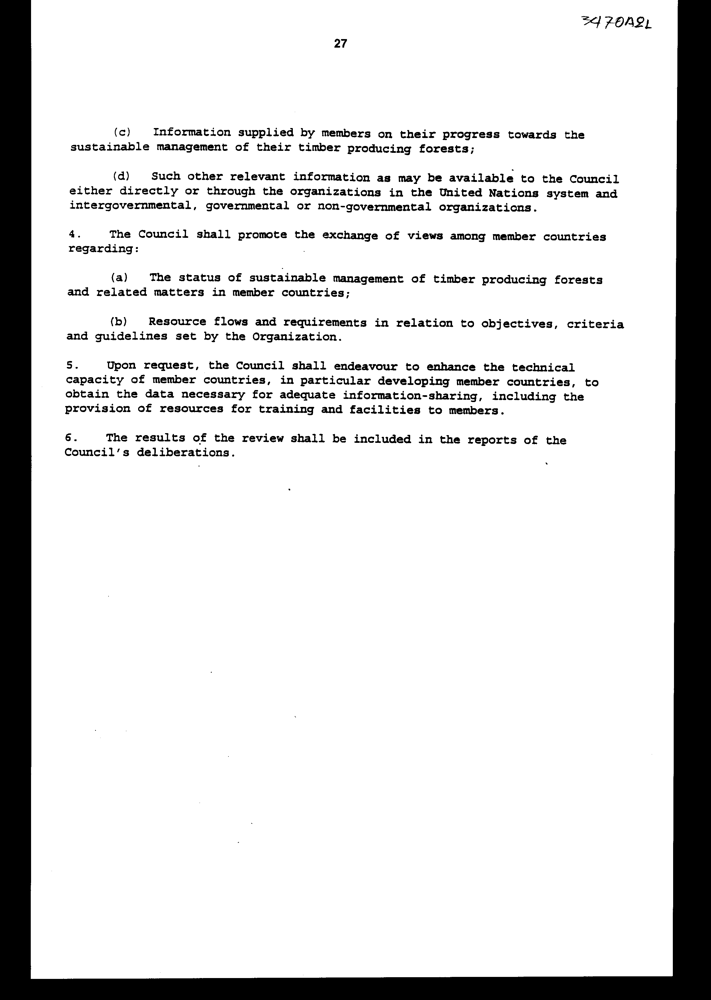 3470A2L
27
(c) Information supplied by members on their progress towards the
sustainable management of their timber producing forests;
(d) Such other relevant information as may be available to the Council
either directly or through the organizations in the United Nations system and
intergovernmental, governmental or non-governmental organizations.
4. The Council shall promote the exchange of views among member countries
regarding:
(a) The status of sustainable management of timber producing forests
and related matters in member countries;
(b) Resource flows and requirements in relation to objectives, criteria
and guidelines set by the Organization.
5. Upon request, the Council shall endeavour to enhance the technical
capacity of member countries, in particular developing member countries, to
obtain the data necessary for adequate information-sharing, including the
provision of resources for training and facilities to members.
6. The results of the review shall be included in the reports of the
Council's deliberations.